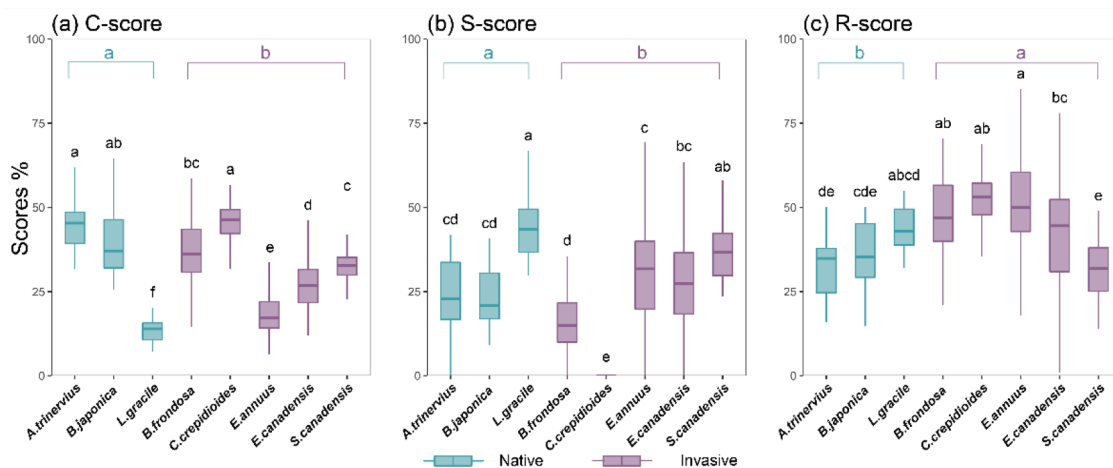 (a) C-score
(b) S-score
(c) R-score
Scores %
100
75
50
25
0
a
b
a
ab
f
bc
a
e
d
c
A.trinervius
B.japonica
L.gracile
B.frondosa
C.crepidioides
E.annuus
E.canadensis
S.canadensis
100
75
50
25
0
a
b
cd
cd
a
d
e
c
bc
ab
A.trinervius
B.japonica
L.gracile
B.frondosa
C.crepidioides
E.annuus
E.canadensis
S.canadensis
100
75
50
25
0
b
a
de
cde
abcd
ab
ab
a
bc
e
A.trinervius
B.japonica
L.gracile
B.frondosa
C.crepidioides
E.annuus
E.canadensis
S.canadensis
Native
Invasive